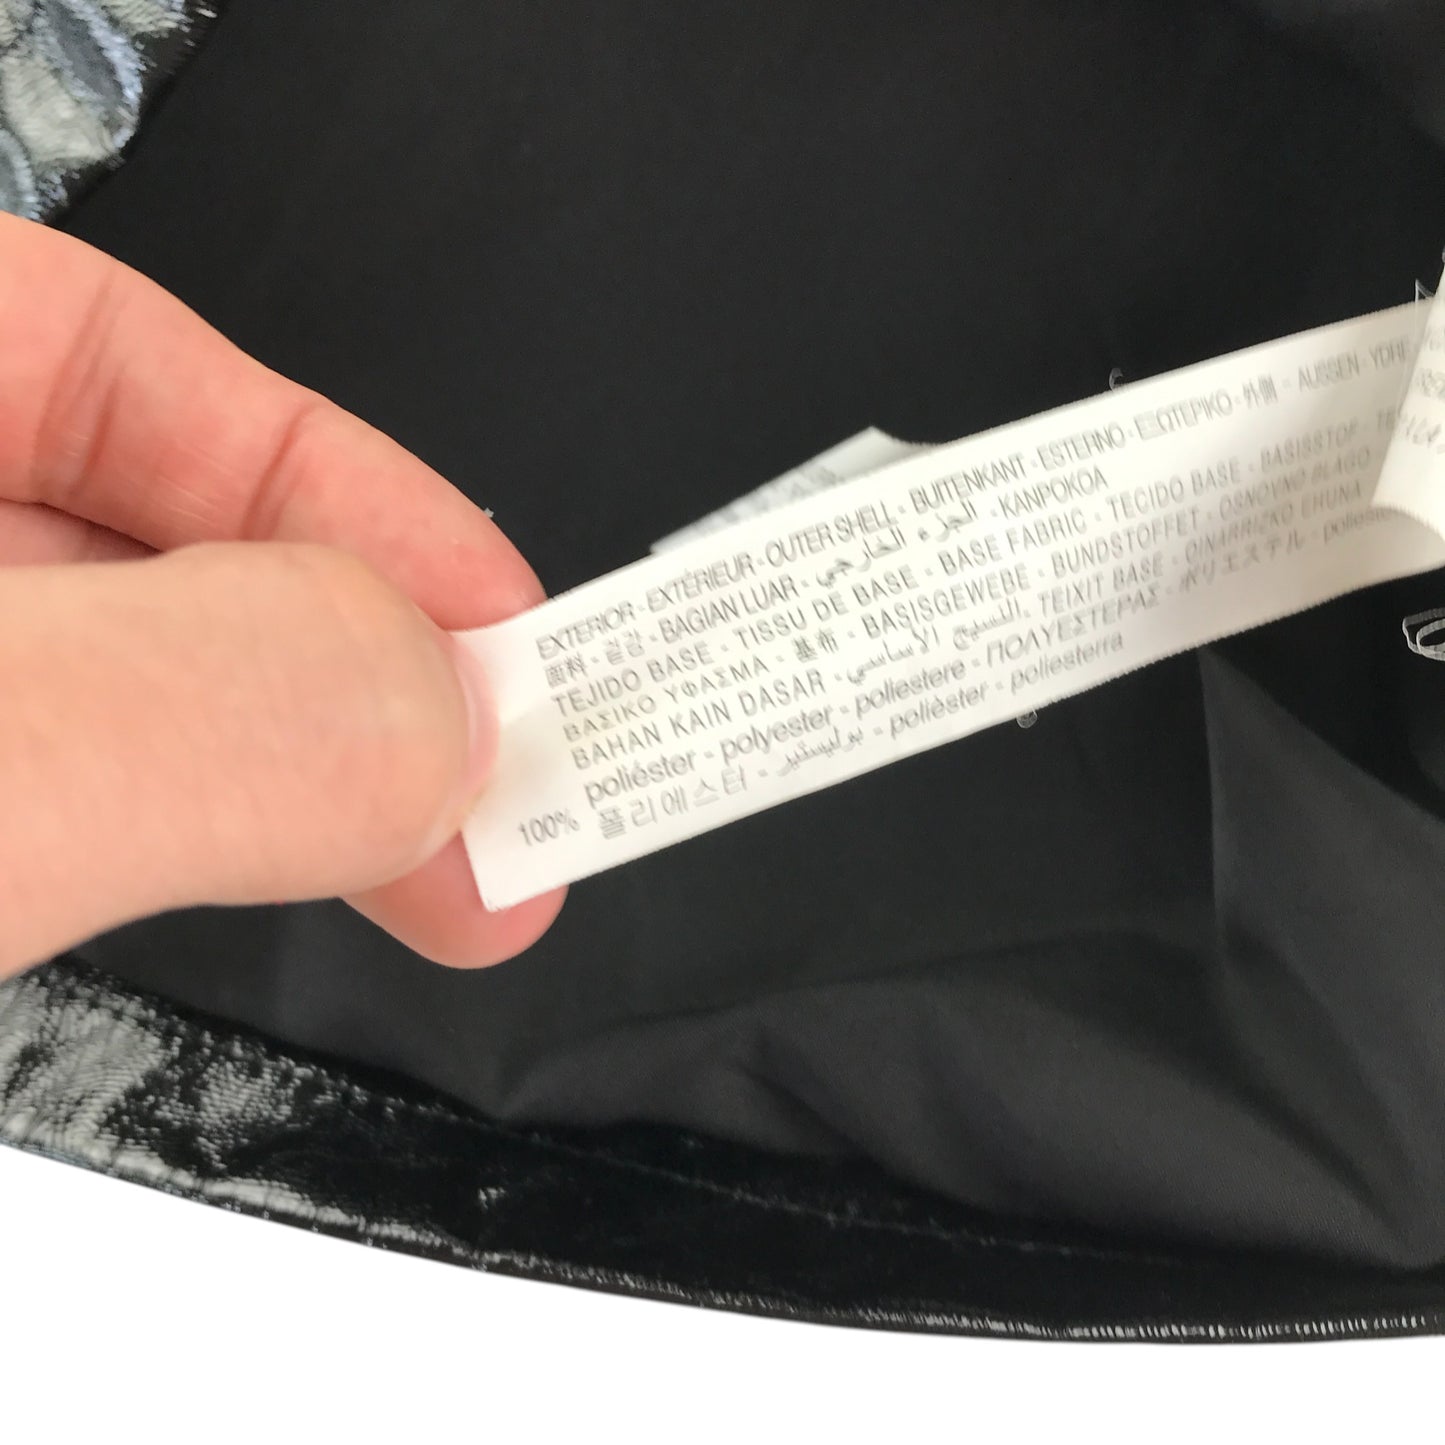 EXTERIOR - EXTÉRIEUR - OUTER SHELL - BUITENKANT - ESTERNO - ΕΞΩΤΕΡΙΚΟ - 外側 - AUSSEN - YDRE
面料 - 겉감 - BAGIAN LUAR - الجزء الخارجي - KANPOKOA
TEJIDO BASE - TISSU DE BASE - BASE FABRIC - TECIDO BASE - BASISSTOF -
ΒΑΣΙΚΟ ΥΦΑΣΜΑ - 基布 - BASISGEWEBE - BUNDSTOFFET - OSNOVNO BLAGO -
BAHAN KAIN DASAR - النسيج الأساسي. TEIXIT BASE - OINARRIZKO EHUNA
100% poliéster - polyester - poliestere - ΠΟΛΥΕΣΤΕΡΑΣ - ポリエステル -
폴리에스터 - بوليستير - polièster - poliesterra